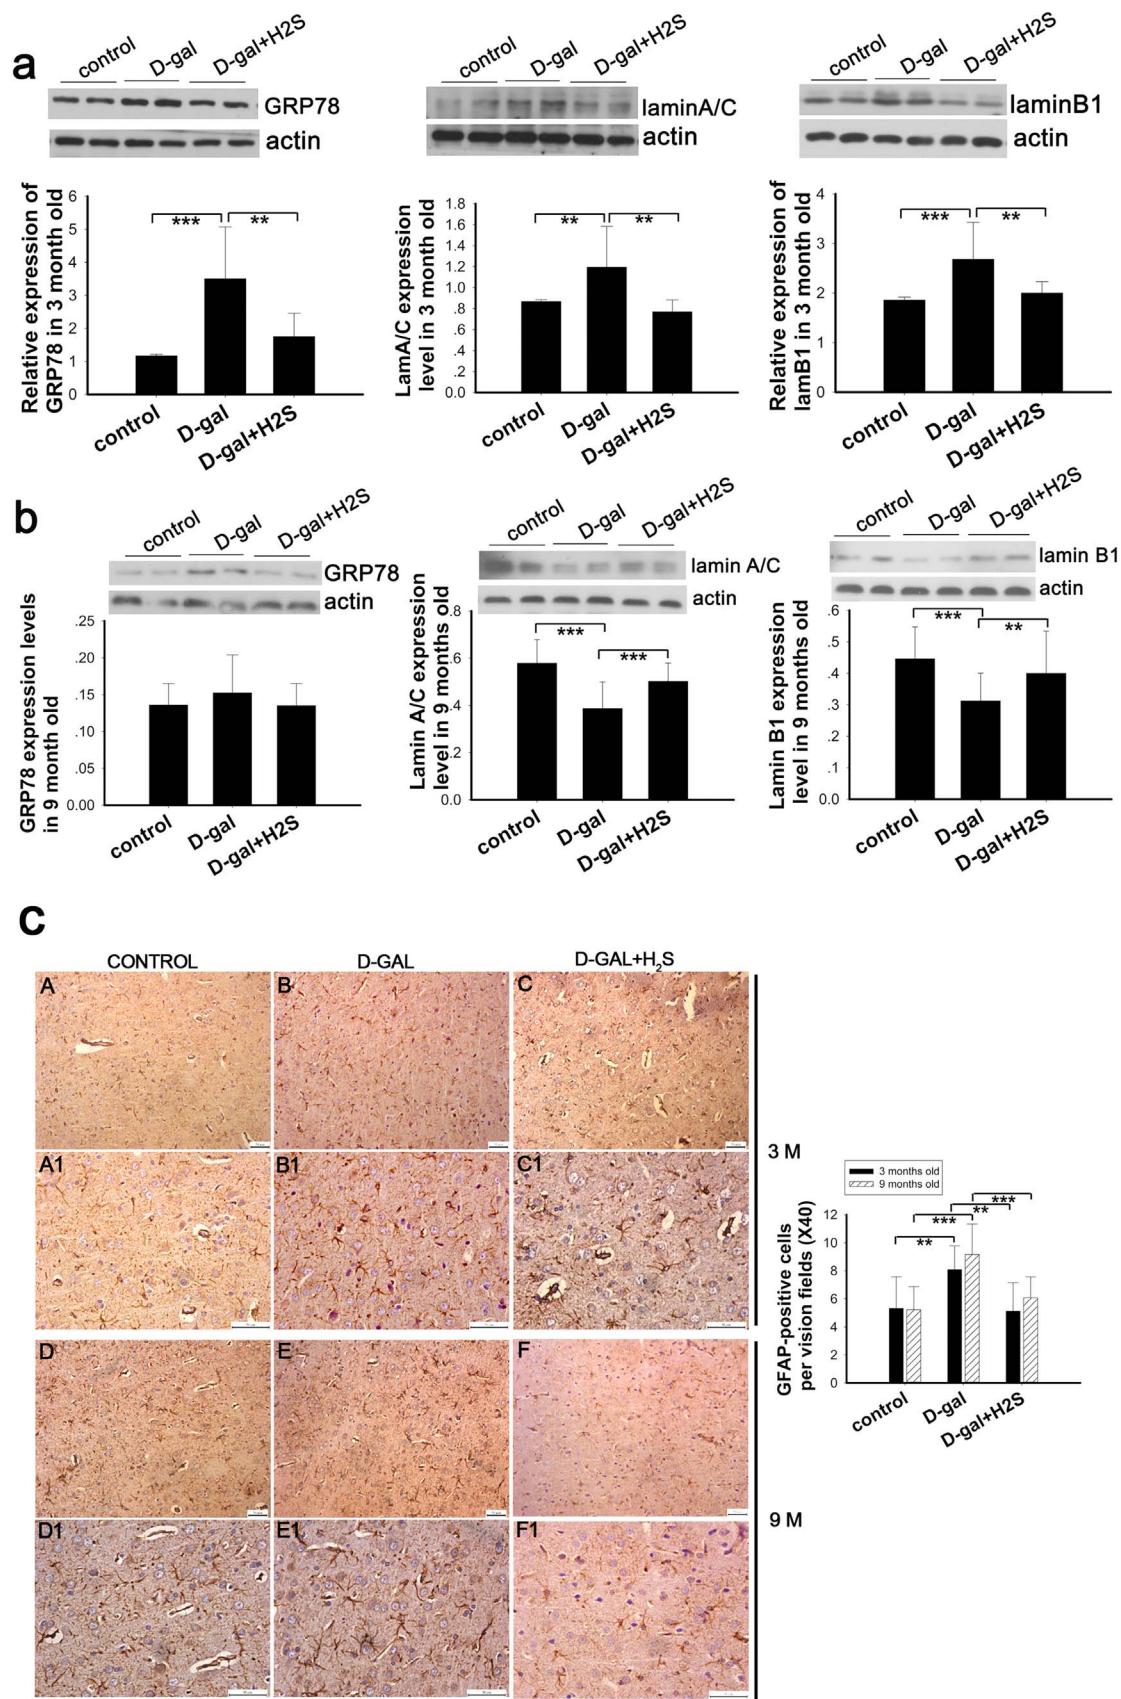 a
control D-gal D-gal+H2S
GRP78
actin
control D-gal D-gal+H2S
laminA/C
actin
control D-gal D-gal+H2S
laminB1
actin
Relative expression of
GRP78 in 3 month old
6
5
4
3
2
1
0
*** **
control D-gal D-gal+H2S
LamA/C expression
level in 3 month old
1.8
1.6
1.4
1.2
1.0
.8
.6
.4
.2
0.0
** **
control D-gal D-gal+H2S
Relative expression of
lamB1 in 3 month old
4
3
2
1
0
*** **
control D-gal D-gal+H2S
b
control D-gal D-gal+H2S
GRP78
actin
control D-gal D-gal+H2S
lamin A/C
actin
control D-gal D-gal+H2S
lamin B1
actin
GRP78 expression levels
in 9 month old
.25
.20
.15
.10
.05
0.00
control D-gal D-gal+H2S
Lamin A/C expression
level in 9 months old
.8
.6
.4
.2
0.0
***
***
control D-gal D-gal+H2S
Lamin B1 expression
level in 9 months old
.6
.5
.4
.3
.2
.1
0.0
*** **
control D-gal D-gal+H2S
c
CONTROL D-GAL D-GAL+H2S
A B C
A1 B1 C1
3 M
D E F
D1 E1 F1
9 M
3 months old
9 months old
GFAP-positive cells
per vision fields (X40)
12
10
8
6
4
2
0
***
**
***
**
control D-gal D-gal+H2S